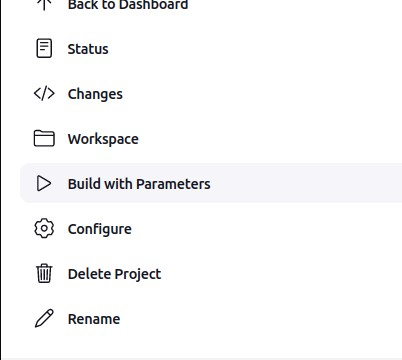 Back to Dashboard
Status
Changes
Workspace
Build with Parameters
Configure
Delete Project
Rename